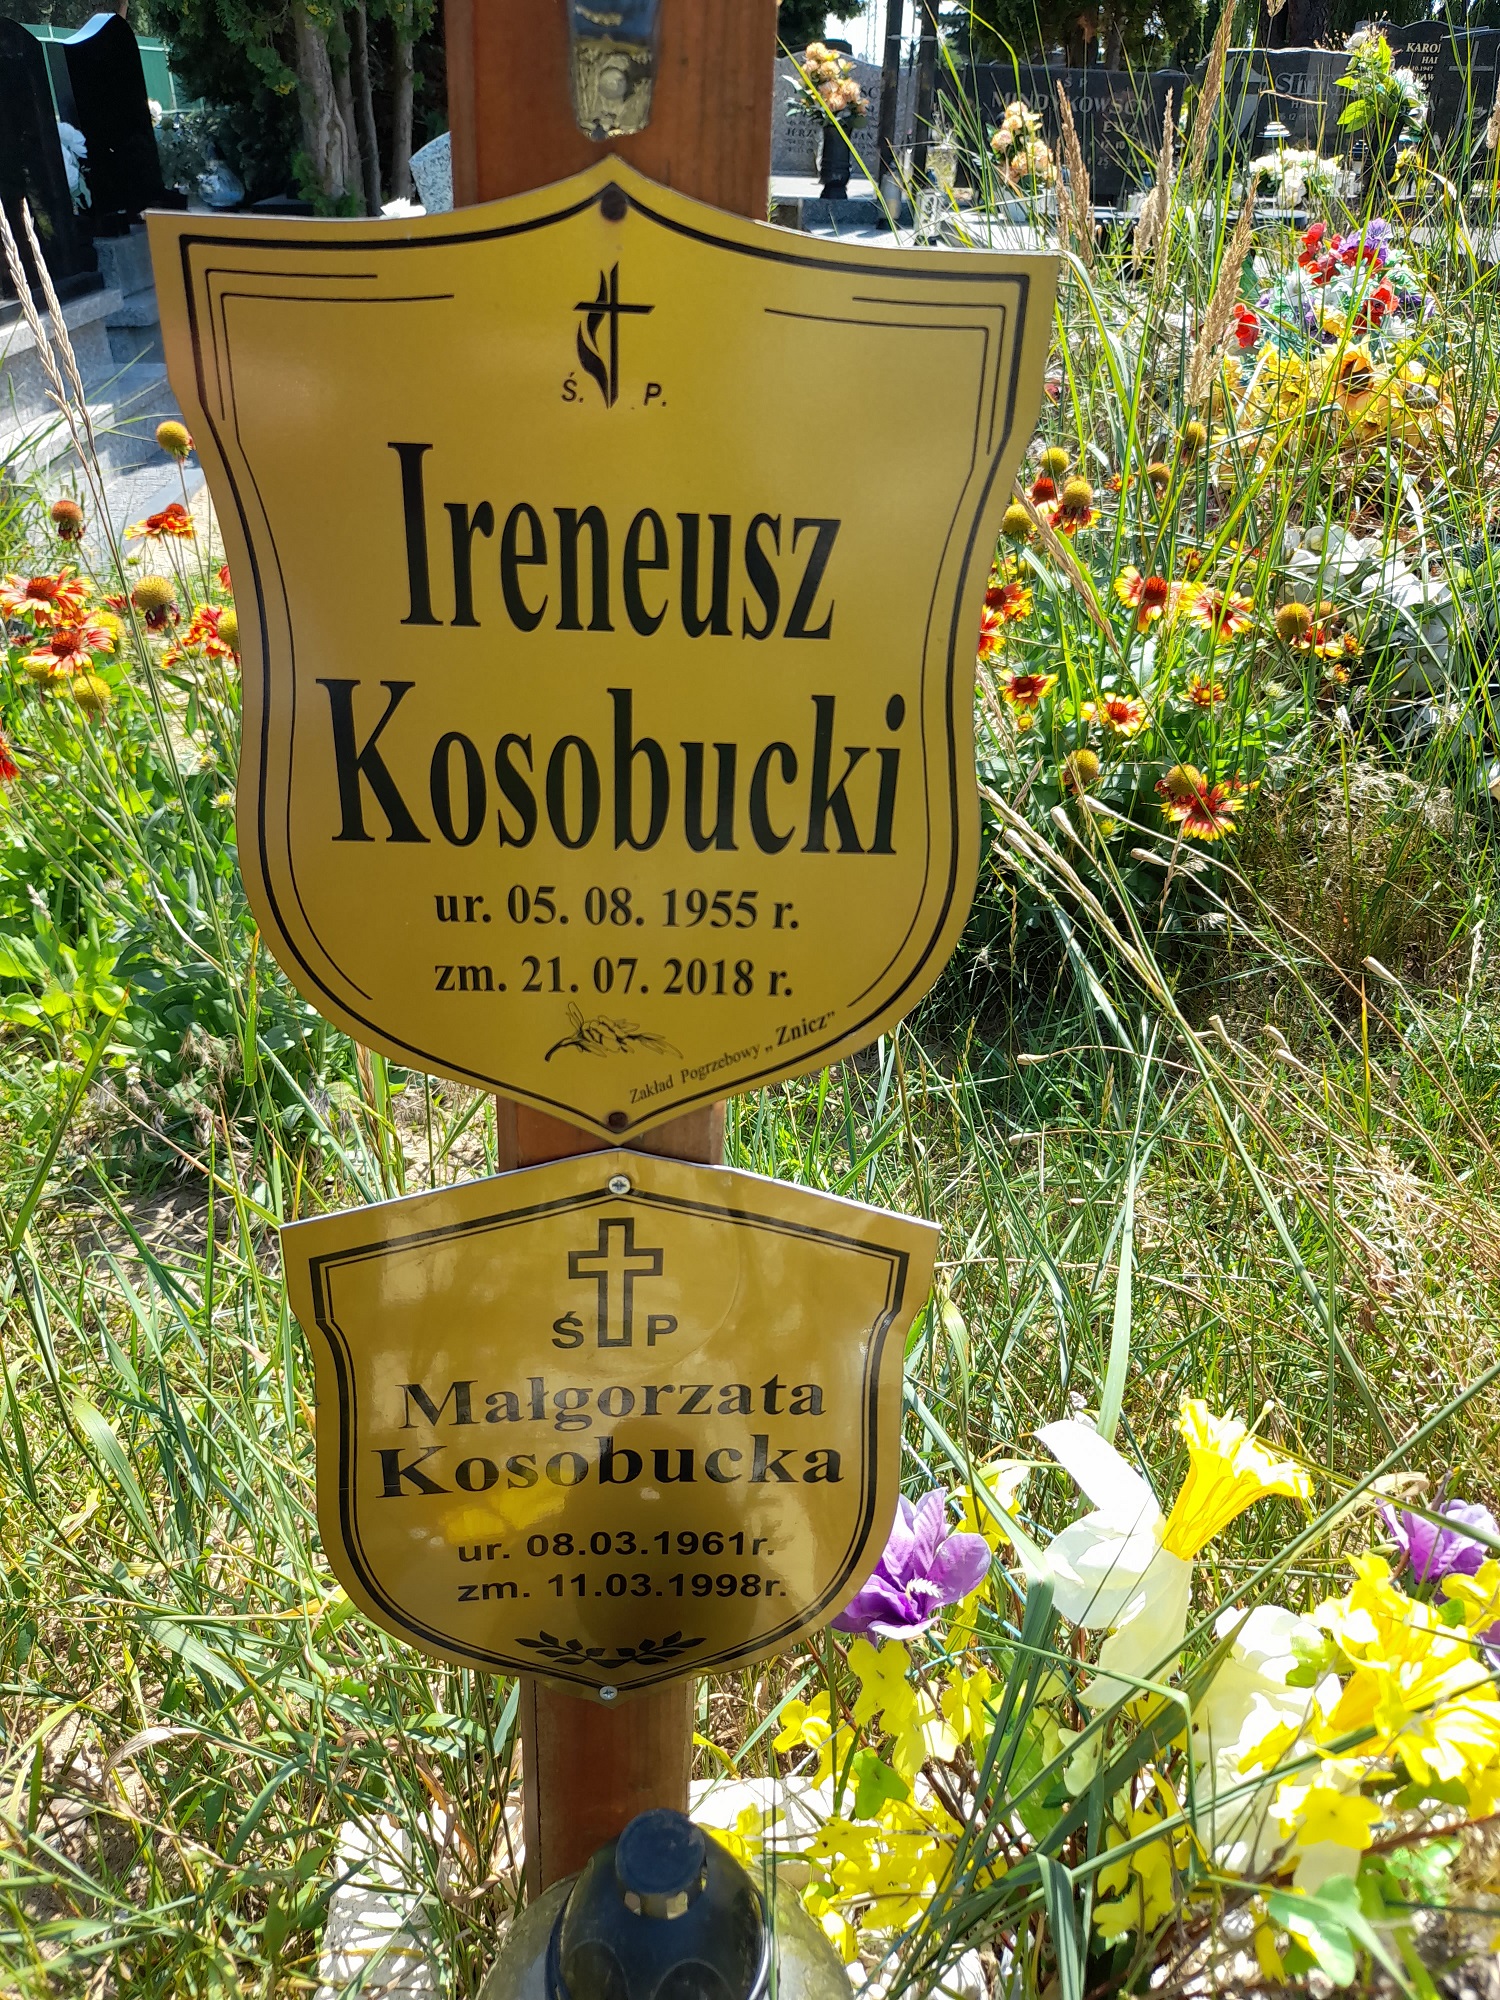 Ś. P.
Ireneusz
Kosobucki
ur. 05. 08. 1955 r.
zm. 21. 07. 2018 r.
Zakład Pogrzebowy „Znicz”
Ś P
Małgorzata
Kosobucka
ur. 08.03.1961r.
zm. 11.03.1998r.